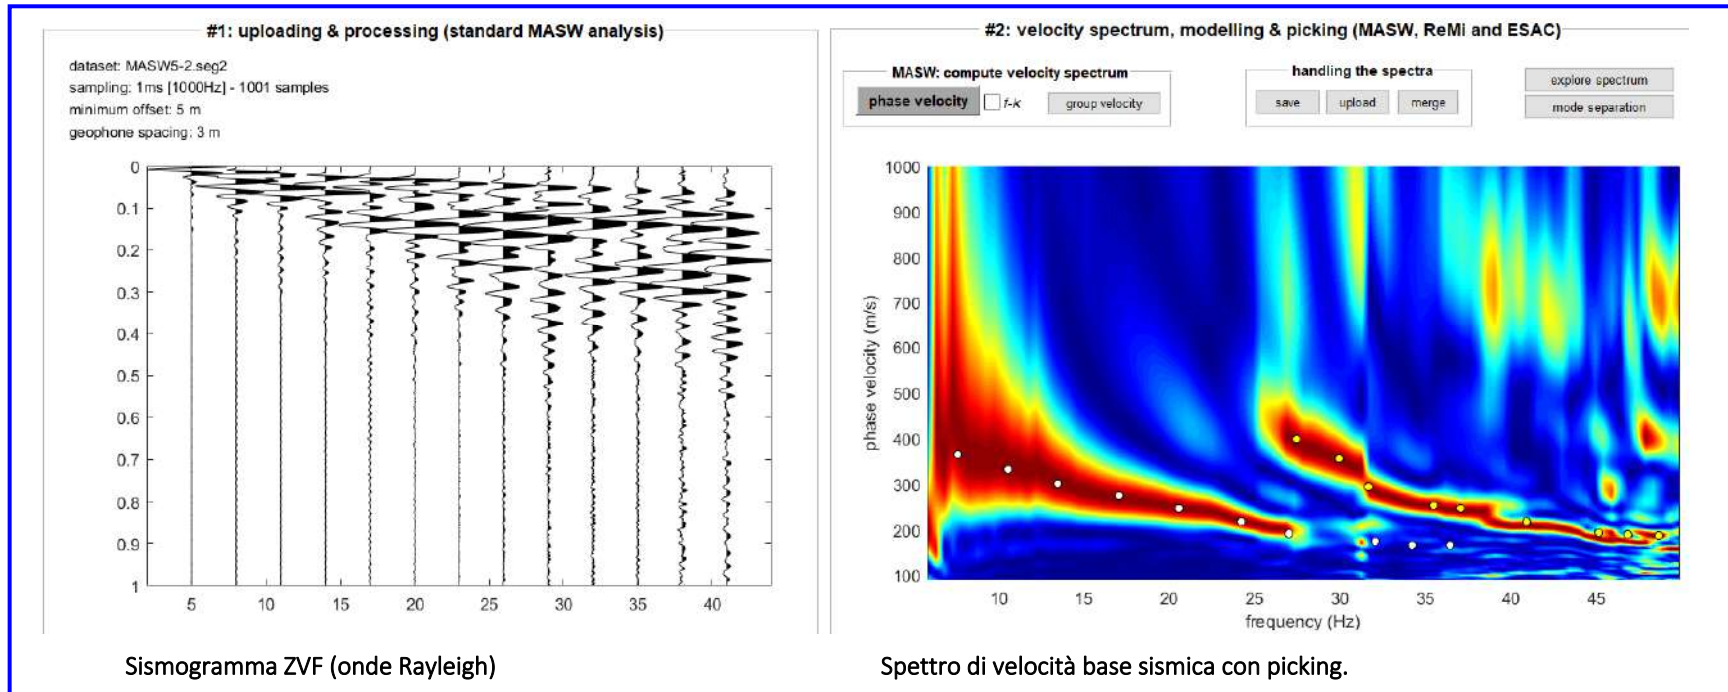 #1: uploading & processing (standard MASW analysis)
dataset: MASW5-2.seg2
sampling: 1ms [1000Hz] - 1001 samples
minimum offset: 5 m
geophone spacing: 3 m
0
0.1
0.2
0.3
0.4
0.5
0.6
0.7
0.8
0.9
1
5 10 15 20 25 30 35 40
Sismogramma ZVF (onde Rayleigh)
#2: velocity spectrum, modelling & picking (MASW, ReMi and ESAC)
MASW: compute velocity spectrum
phase velocity f-k group velocity
handling the spectra
save upload merge
explore spectrum
mode separation
1000
900
800
700
600
500
400
300
200
100
phase velocity (m/s)
10 15 20 25 30 35 40 45
frequency (Hz)
Spettro di velocità base sismica con picking.